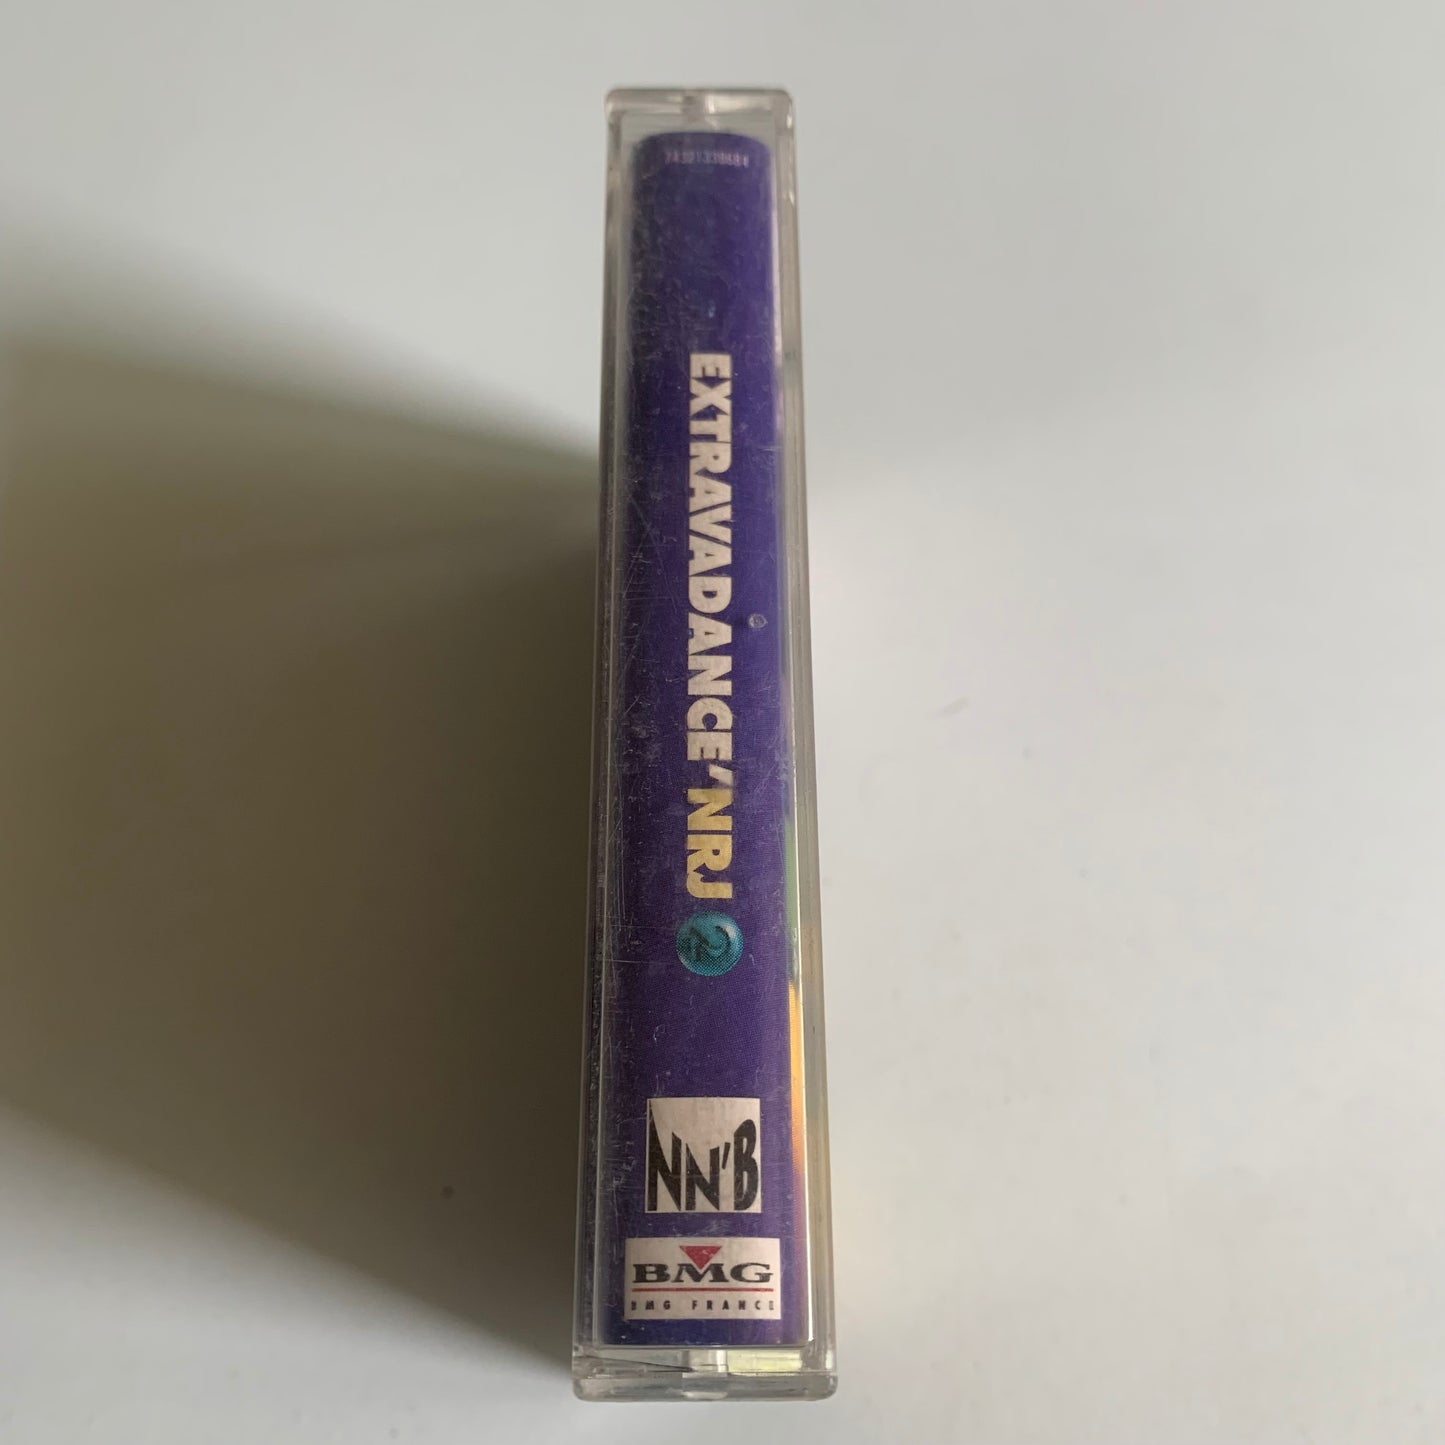 EXTRAVADANCE'NRJ 2
NN'B
BMG
BMG FRANCE